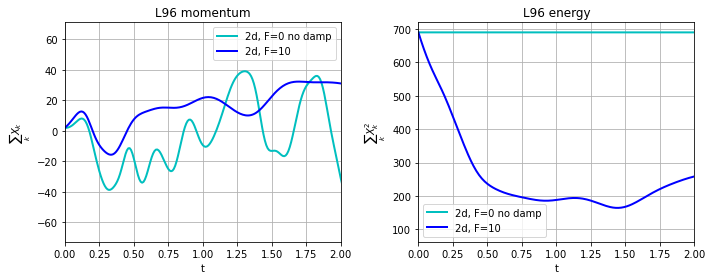 L96 momentum
60
40
20
0
−20
−40
−60
∑ₖ Xₖ
2d, F=0 no damp
2d, F=10
0.00 0.25 0.50 0.75 1.00 1.25 1.50 1.75 2.00
t
L96 energy
700
600
500
400
300
200
100
∑ₖ Xₖ²
2d, F=0 no damp
2d, F=10
0.00 0.25 0.50 0.75 1.00 1.25 1.50 1.75 2.00
t